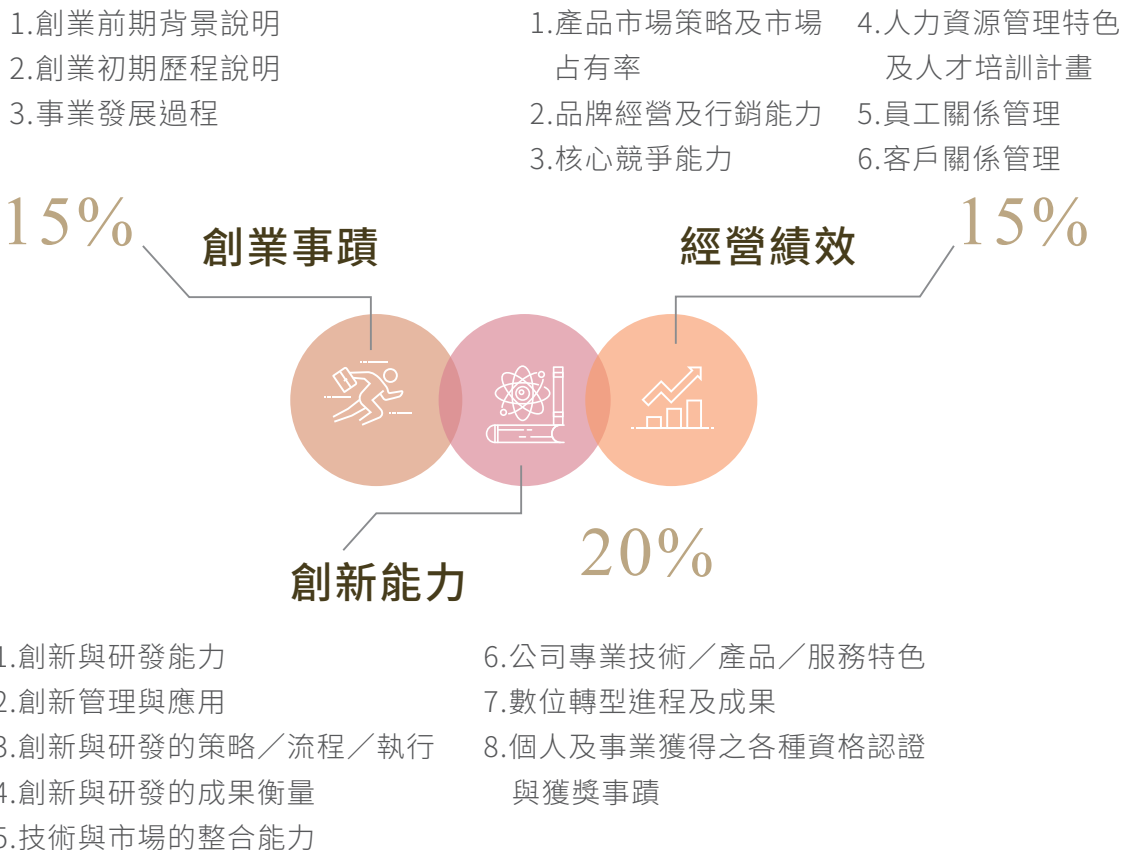 1.創業前期背景說明
2.創業初期歷程說明
3.事業發展過程
15%
創業事蹟
1.產品市場策略及市場
占有率
2.品牌經營及行銷能力
3.核心競爭能力
4.人力資源管理特色
及人才培訓計畫
5.員工關係管理
6.客戶關係管理
15%
經營績效
創新能力
20%
1.創新與研發能力
2.創新管理與應用
3.創新與研發的策略／流程／執行
4.創新與研發的成果衡量
5.技術與市場的整合能力
6.公司專業技術／產品／服務特色
7.數位轉型進程及成果
8.個人及事業獲得之各種資格認證
與獲獎事蹟